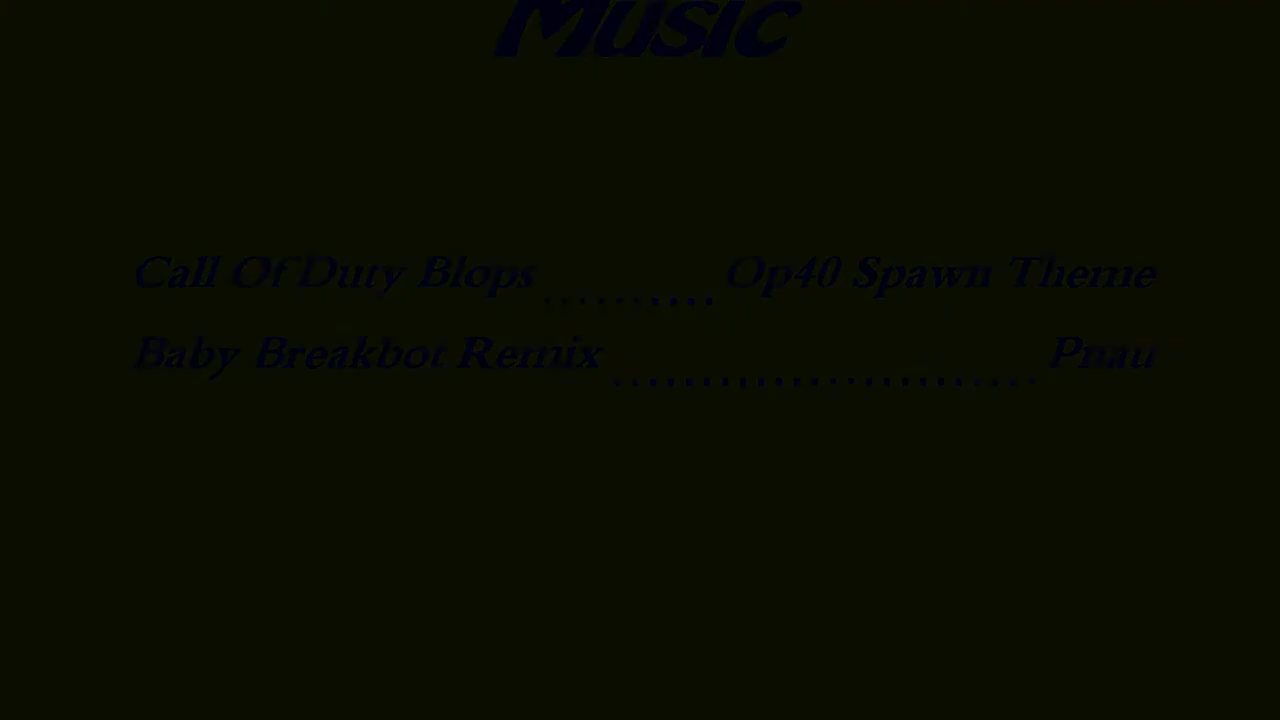 Music
Call Of Duty Blops .......... Op40 Spawn Theme
Baby Breakbot Remix ........................ Pnau